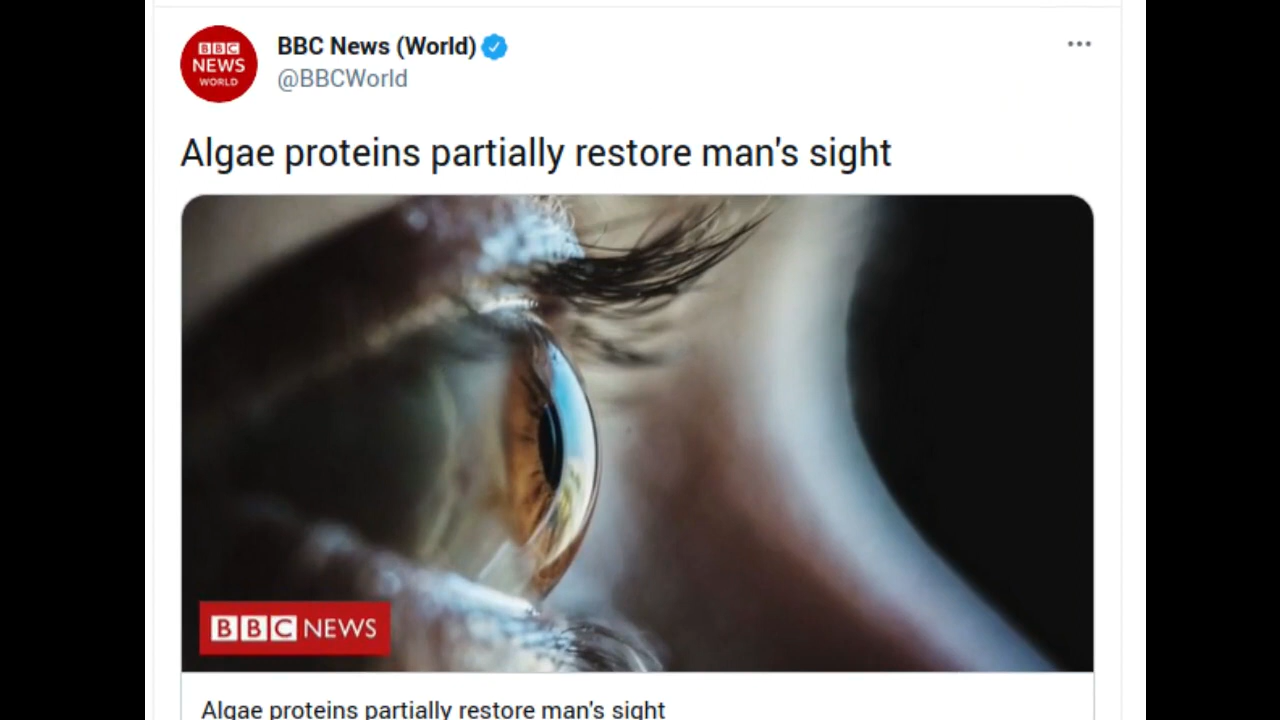 BBC
NEWS
WORLD
BBC News (World)
@BBCWorld
Algae proteins partially restore man's sight
BBC NEWS
Algae proteins partially restore man's sight